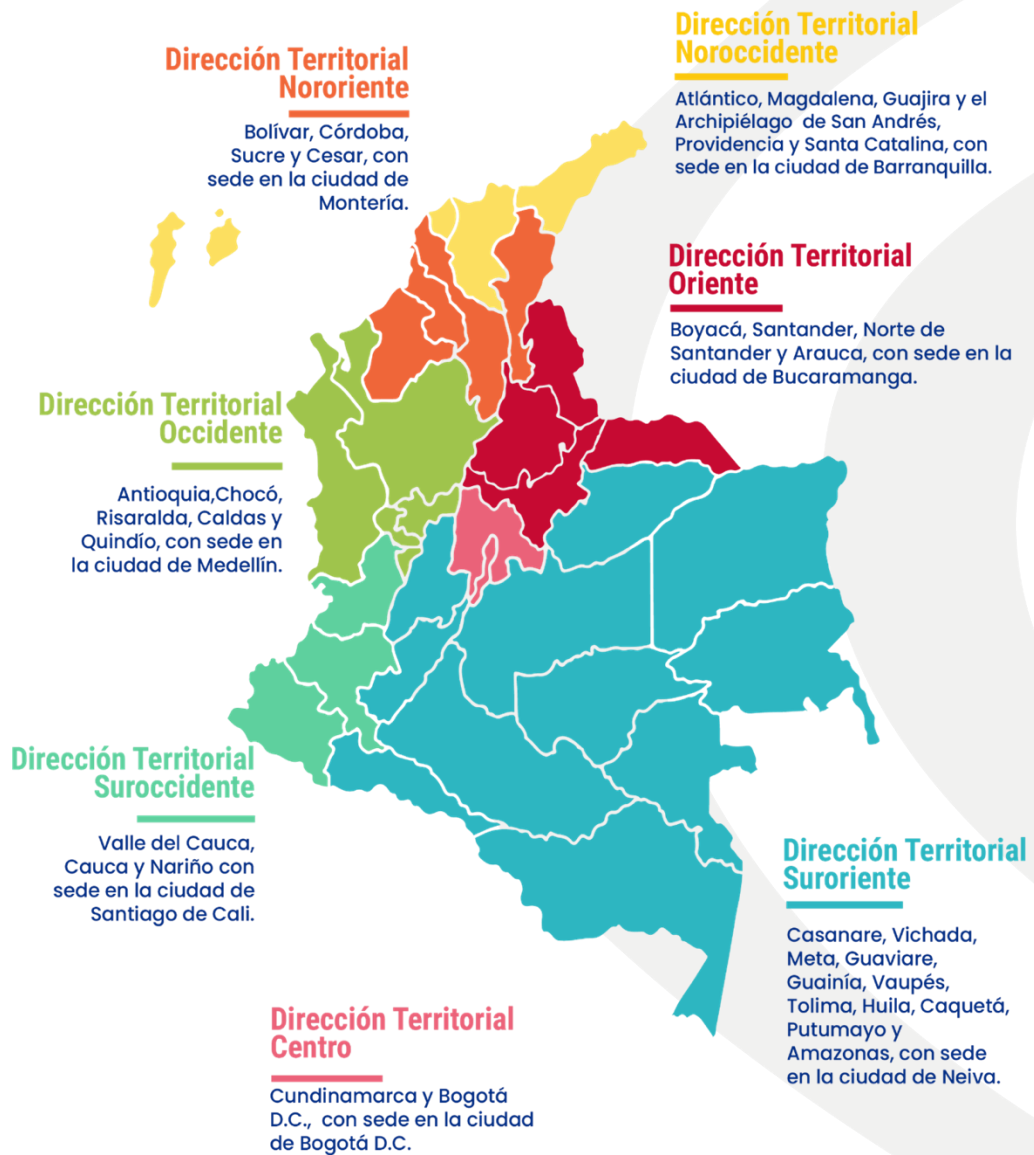 Dirección Territorial
Noroccidente
Atlántico, Magdalena, Guajira y el
Archipiélago de San Andrés,
Providencia y Santa Catalina, con
sede en la ciudad de Barranquilla.
Dirección Territorial
Nororiente
Bolívar, Córdoba,
Sucre y Cesar, con
sede en la ciudad de
Montería.
Dirección Territorial
Oriente
Boyacá, Santander, Norte de
Santander y Arauca, con sede en la
ciudad de Bucaramanga.
Dirección Territorial
Occidente
Antioquia,Chocó,
Risaralda, Caldas y
Quindío, con sede en
la ciudad de Medellín.
Dirección Territorial
Suroccidente
Valle del Cauca,
Cauca y Nariño con
sede en la ciudad de
Santiago de Cali.
Dirección Territorial
Suroriente
Casanare, Vichada,
Meta, Guaviare,
Guainía, Vaupés,
Tolima, Huila, Caquetá,
Putumayo y
Amazonas, con sede
en la ciudad de Neiva.
Dirección Territorial
Centro
Cundinamarca y Bogotá
D.C., con sede en la ciudad
de Bogotá D.C.